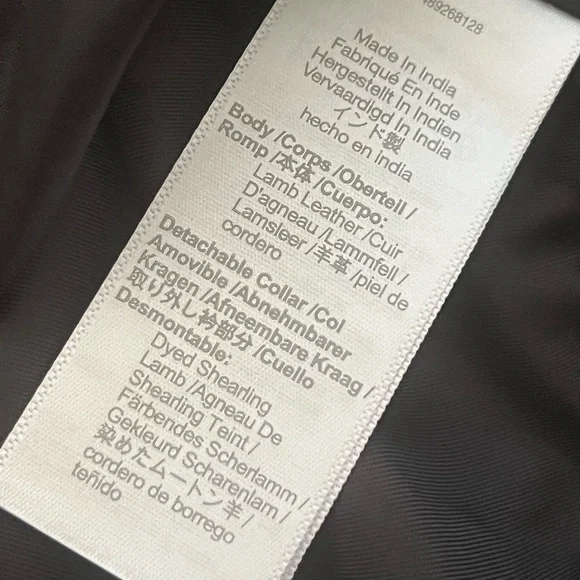 489268128
Made In India
Fabriqué En Inde
Hergestellt In Indien
Vervaardigd In India
インド製
hecho en india
Body /Corps /Oberteil /
Romp /本体 /Cuerpo:
Lamb Leather /Cuir
D'agneau /Lammfell /
Lamsleer /羊革 /piel de
cordero
Detachable Collar /Col
Amovible /Abnehmbarer
Kragen /Afneembare Kraag /
取り外し衿部分 /Cuello
Desmontable:
Dyed Shearling
Lamb /Agneau De
Shearling Teint /
Färbendes Scherlamm /
Gekleurd Scharenlam /
染めたムートン羊 /
cordero de borrego
teñido